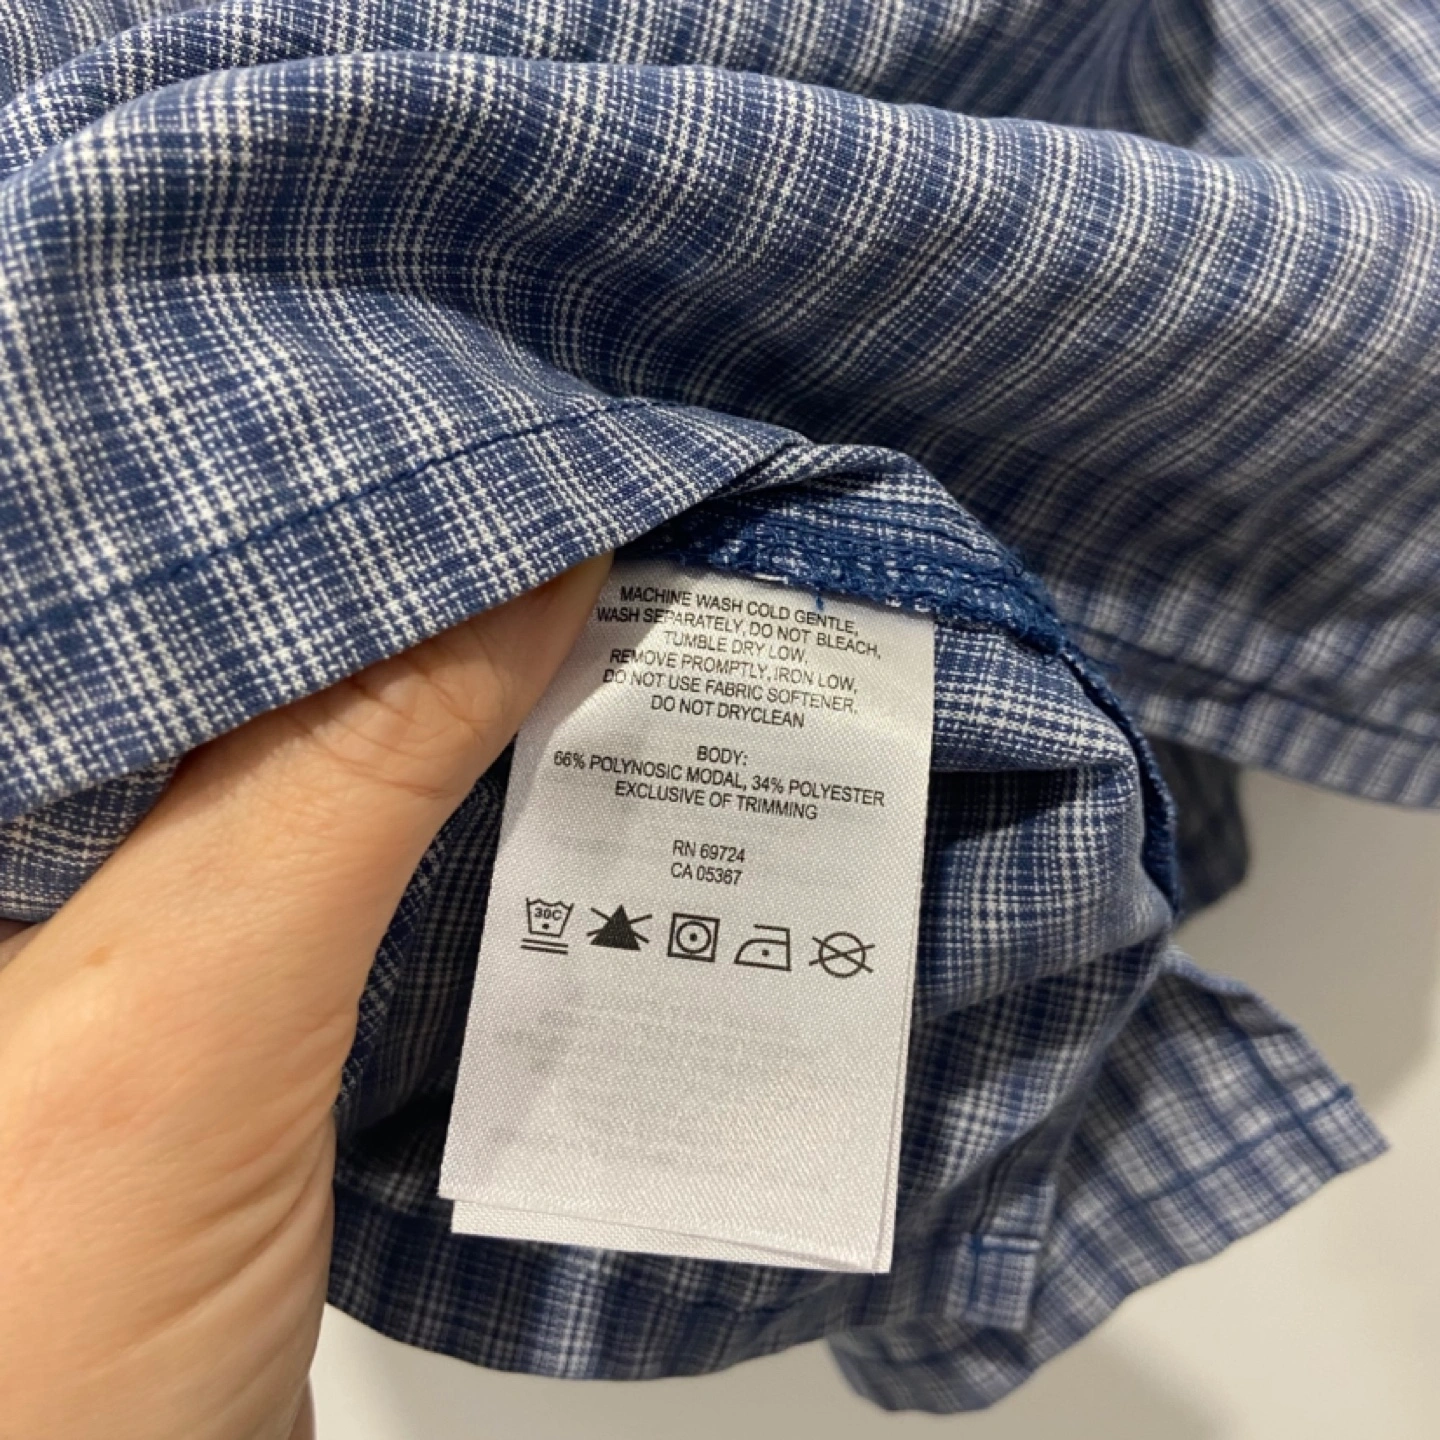 MACHINE WASH COLD GENTLE,
WASH SEPARATELY, DO NOT BLEACH,
TUMBLE DRY LOW,
REMOVE PROMPTLY, IRON LOW,
DO NOT USE FABRIC SOFTENER,
DO NOT DRYCLEAN
BODY:
66% POLYNOSIC MODAL, 34% POLYESTER
EXCLUSIVE OF TRIMMING
RN 69724
CA 05367
30C